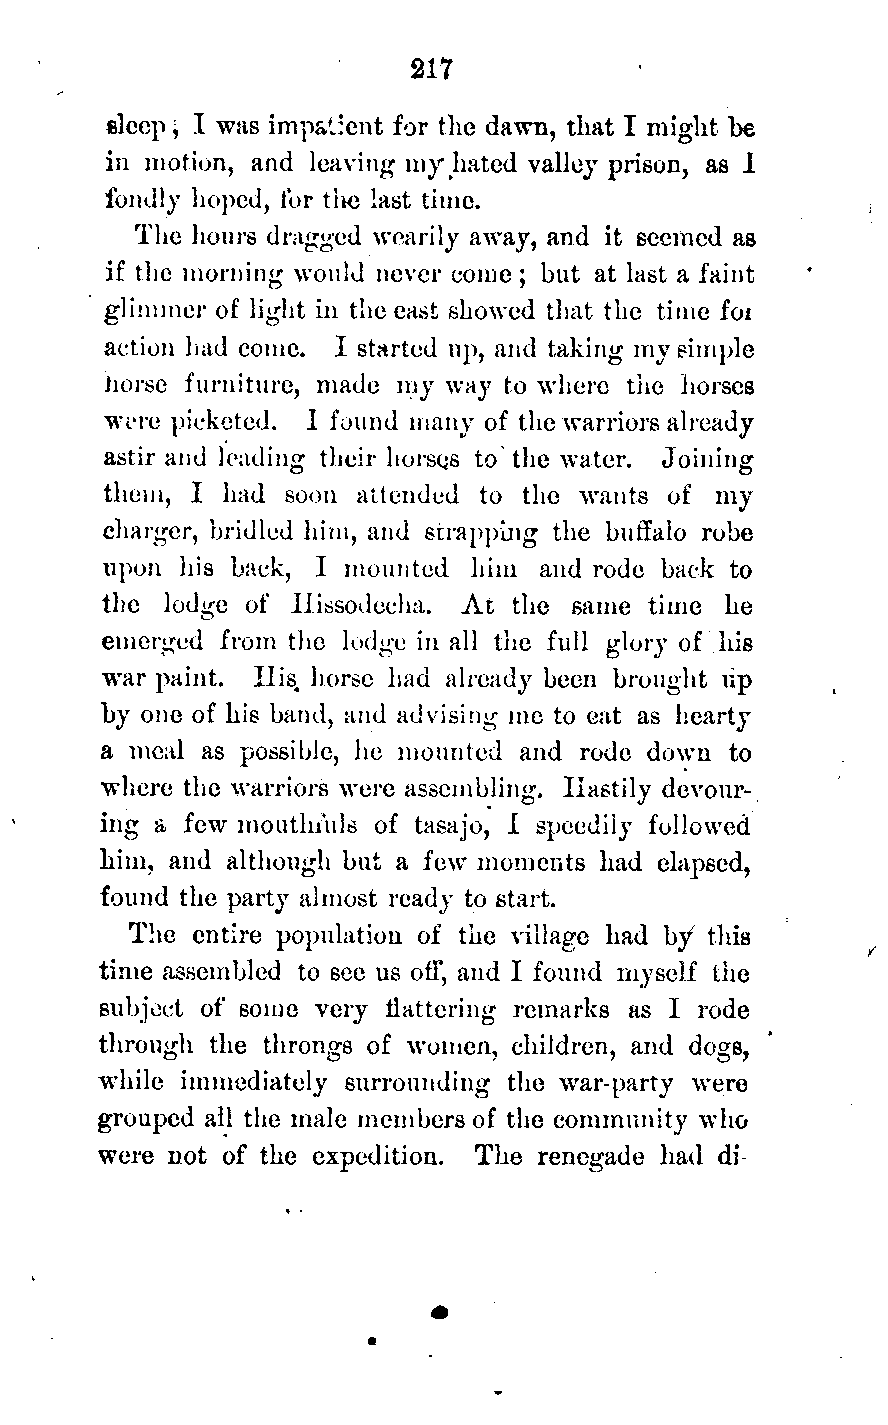 217
sleep; I was impatient for the dawn, that I might be
in motion, and leaving my hated valley prison, as I
fondly hoped, for the last time.
The hours dragged wearily away, and it seemed as
if the morning would never come; but at last a faint
glimmer of light in the east showed that the time for
action had come. I started up, and taking my simple
horse furniture, made my way to where the horses
were picketed. I found many of the warriors already
astir and leading their horses to the water. Joining
them, I had soon attended to the wants of my
charger, bridled him, and strapping the buffalo robe
upon his back, I mounted him and rode back to
the lodge of Hissodecha. At the same time he
emerged from the lodge in all the full glory of his
war paint. His horse had already been brought up
by one of his band, and advising me to eat as hearty
a meal as possible, he mounted and rode down to
where the warriors were assembling. Hastily devour-
ing a few mouthfuls of tasajo, I speedily followed
him, and although but a few moments had elapsed,
found the party almost ready to start.
The entire population of the village had by this
time assembled to see us off, and I found myself the
subject of some very flattering remarks as I rode
through the throngs of women, children, and dogs,
while immediately surrounding the war-party were
grouped all the male members of the community who
were not of the expedition. The renegade had di-